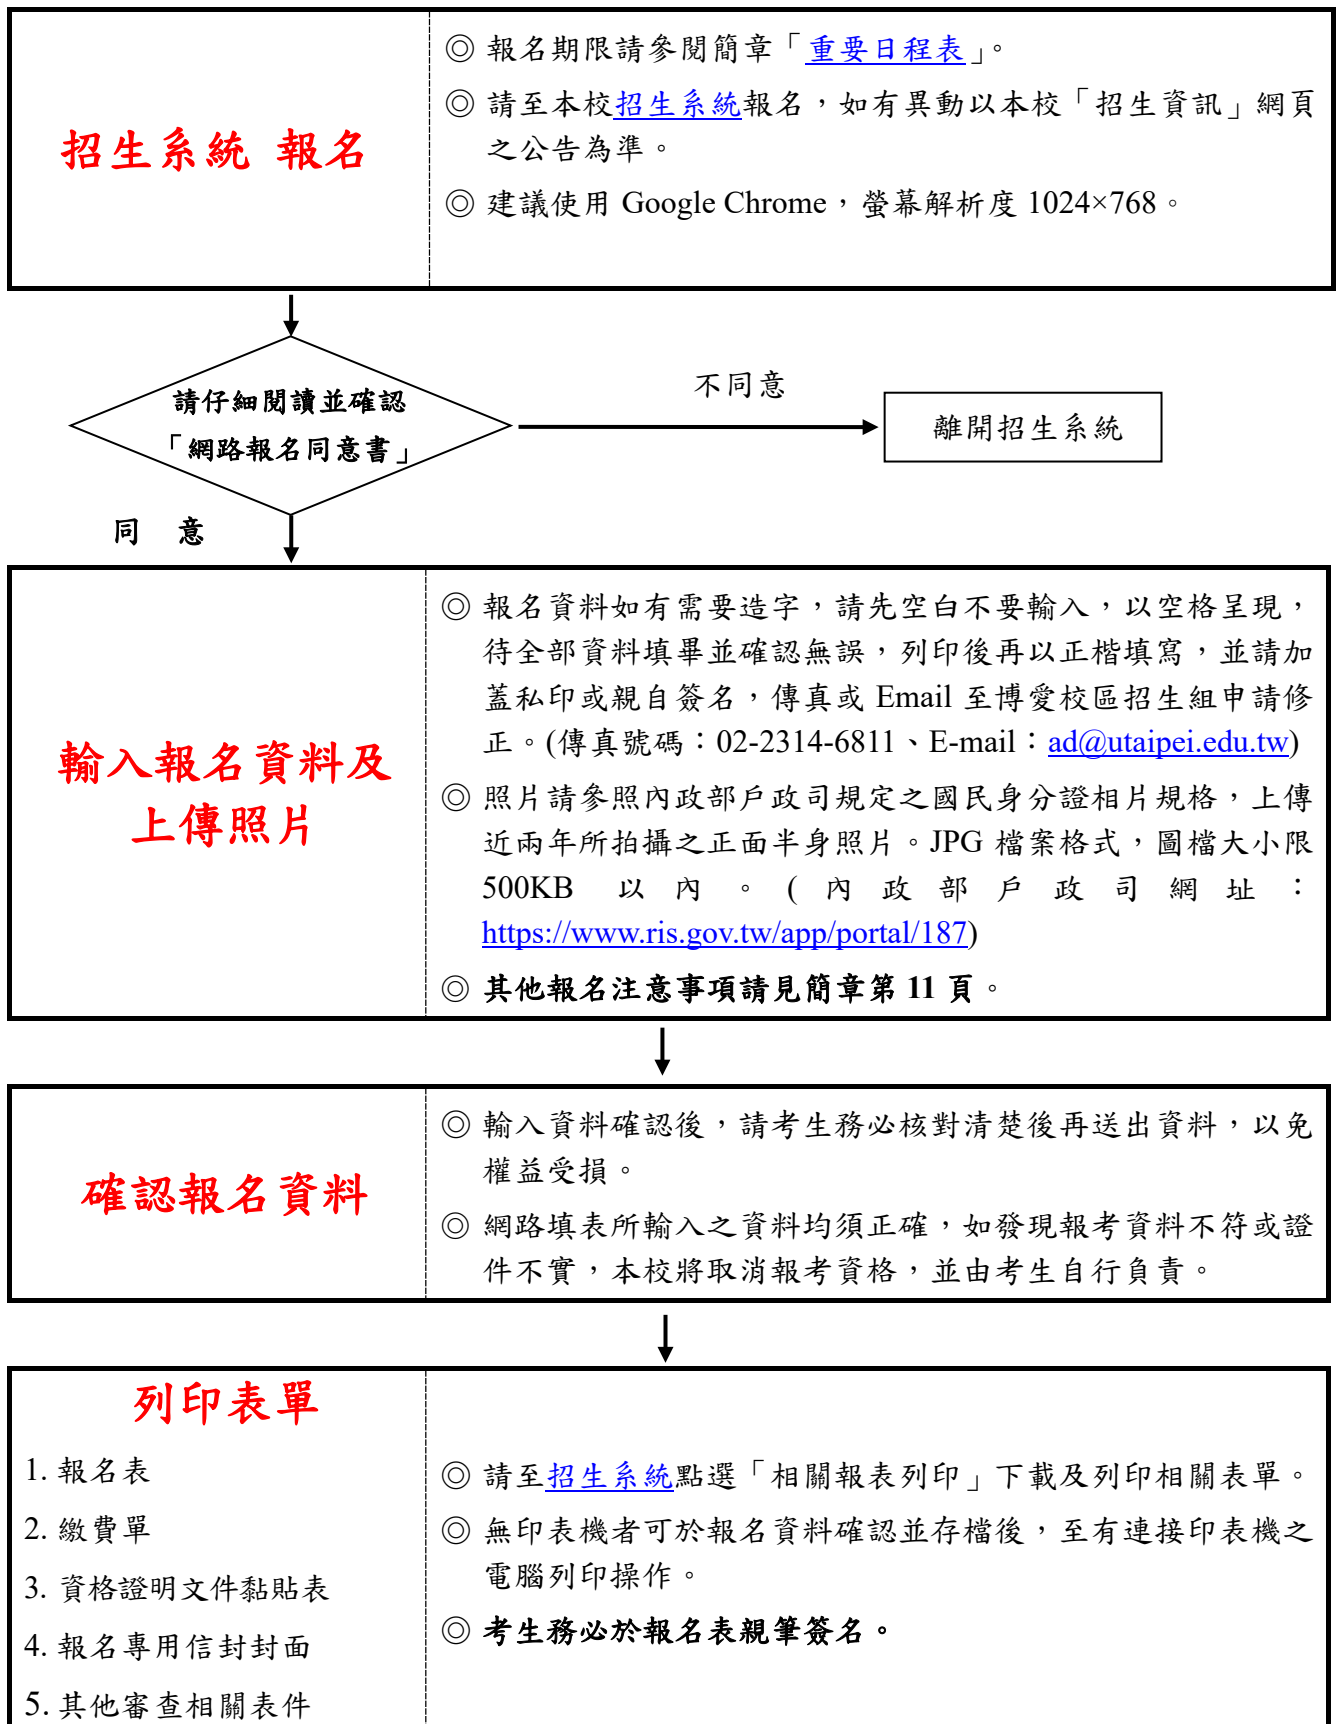 招生系統 報名
◎ 報名期限請參閱簡章「重要日程表」。
◎ 請至本校招生系統報名，如有異動以本校「招生資訊」網頁
之公告為準。
◎ 建議使用 Google Chrome，螢幕解析度 1024×768。
請仔細閱讀並確認
「網路報名同意書」
不同意
離開招生系統
同 意
輸入報名資料及
上傳照片
◎ 報名資料如有需要造字，請先空白不要輸入，以空格呈現，
待全部資料填畢並確認無誤，列印後再以正楷填寫，並請加
蓋私印或親自簽名，傳真或 Email 至博愛校區招生組申請修
正。(傳真號碼：02-2314-6811、E-mail：ad@utaipei.edu.tw)
◎ 照片請參照內政部戶政司規定之國民身分證相片規格，上傳
近兩年所拍攝之正面半身照片。JPG 檔案格式，圖檔大小限
500KB 以內。(內政部戶政司網址：
https://www.ris.gov.tw/app/portal/187)
◎ 其他報名注意事項請見簡章第 11 頁。
確認報名資料
◎ 輸入資料確認後，請考生務必核對清楚後再送出資料，以免
權益受損。
◎ 網路填表所輸入之資料均須正確，如發現報考資料不符或證
件不實，本校將取消報考資格，並由考生自行負責。
列印表單
1. 報名表
2. 繳費單
3. 資格證明文件黏貼表
4. 報名專用信封封面
5. 其他審查相關表件
◎ 請至招生系統點選「相關報表列印」下載及列印相關表單。
◎ 無印表機者可於報名資料確認並存檔後，至有連接印表機之
電腦列印操作。
◎ 考生務必於報名表親筆簽名。